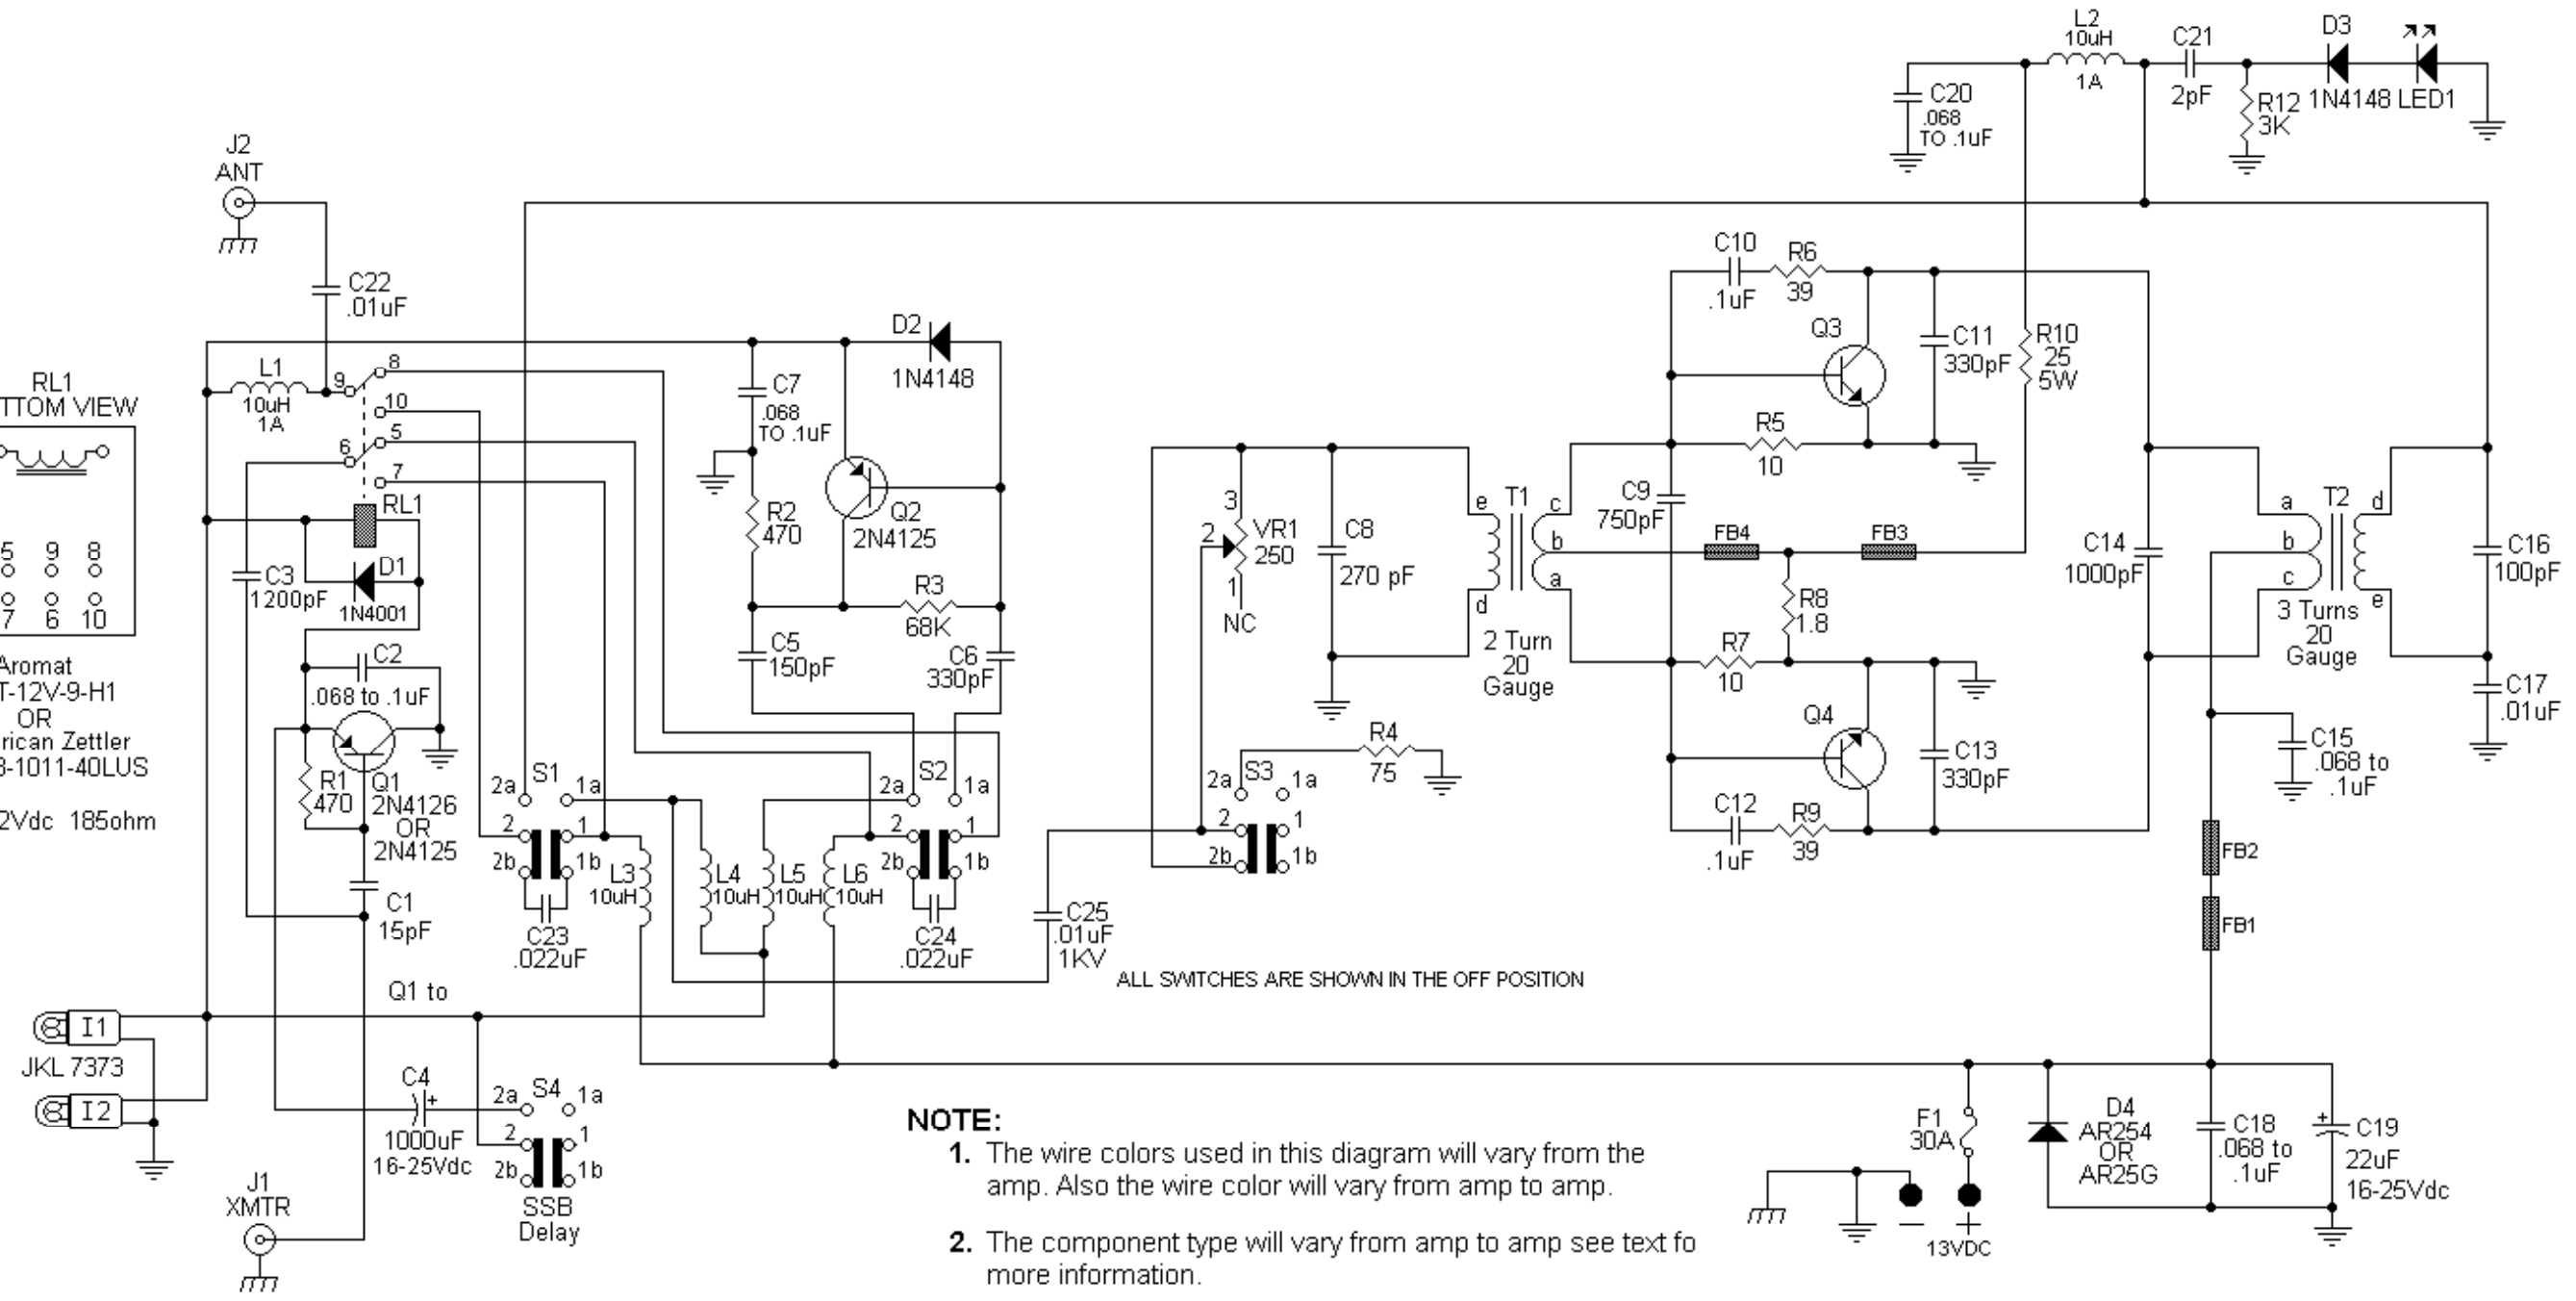 L2
10uH
1A
C21
2pF
D3
1N4148
LED1
R12
3K
C20
.068
TO .1uF
J2
ANT
C22
.01uF
RL1
TTOM VIEW
5 9 8
7 6 10
Aromat
T-12V-9-H1
OR
rican Zettler
-1011-40LUS
2Vdc 185ohm
L1
10uH
1A
9
8
10
6
5
7
RL1
D1
1N4001
C3
1200pF
C2
.068 to .1uF
R1
470
Q1
2N4126
OR
2N4125
C1
15pF
Q1 to
I1
JKL 7373
I2
J1
XMTR
C4
+
1000uF
16-25Vdc
2a S4 1a
2 1
2b 1b
SSB
Delay
D2
1N4148
C7
.068
TO .1uF
R2
470
Q2
2N4125
R3
68K
C5
150pF
C6
330pF
2a S1 1a
2 1
2b 1b
C23
.022uF
L3
10uH
L4
10uH
L5
10uH
L6
10uH
2a S2 1a
2 1
2b 1b
C24
.022uF
C25
.01uF
1KV
ALL SWITCHES ARE SHOWN IN THE OFF POSITION
3
2
1
VR1
250
NC
C8
270 pF
R4
75
2a S3 1a
2 1
2b 1b
e T1 c
b
d a
2 Turn
20
Gauge
C10
.1uF
R6
39
Q3
C11
330pF
R10
25
5W
R5
10
C9
750pF
FB4
FB3
R8
1.8
R7
10
Q4
C13
330pF
C12
.1uF
R9
39
C14
1000pF
a T2 d
b
c e
3 Turns
20
Gauge
C16
100pF
C17
.01uF
C15
.068 to
.1uF
FB2
FB1
F1
30A
D4
AR254
OR
AR25G
C18
.068 to
.1uF
+
C19
22uF
16-25Vdc
− +
13VDC
NOTE:
1. The wire colors used in this diagram will vary from the
amp. Also the wire color will vary from amp to amp.
2. The component type will vary from amp to amp see text fo
more information.